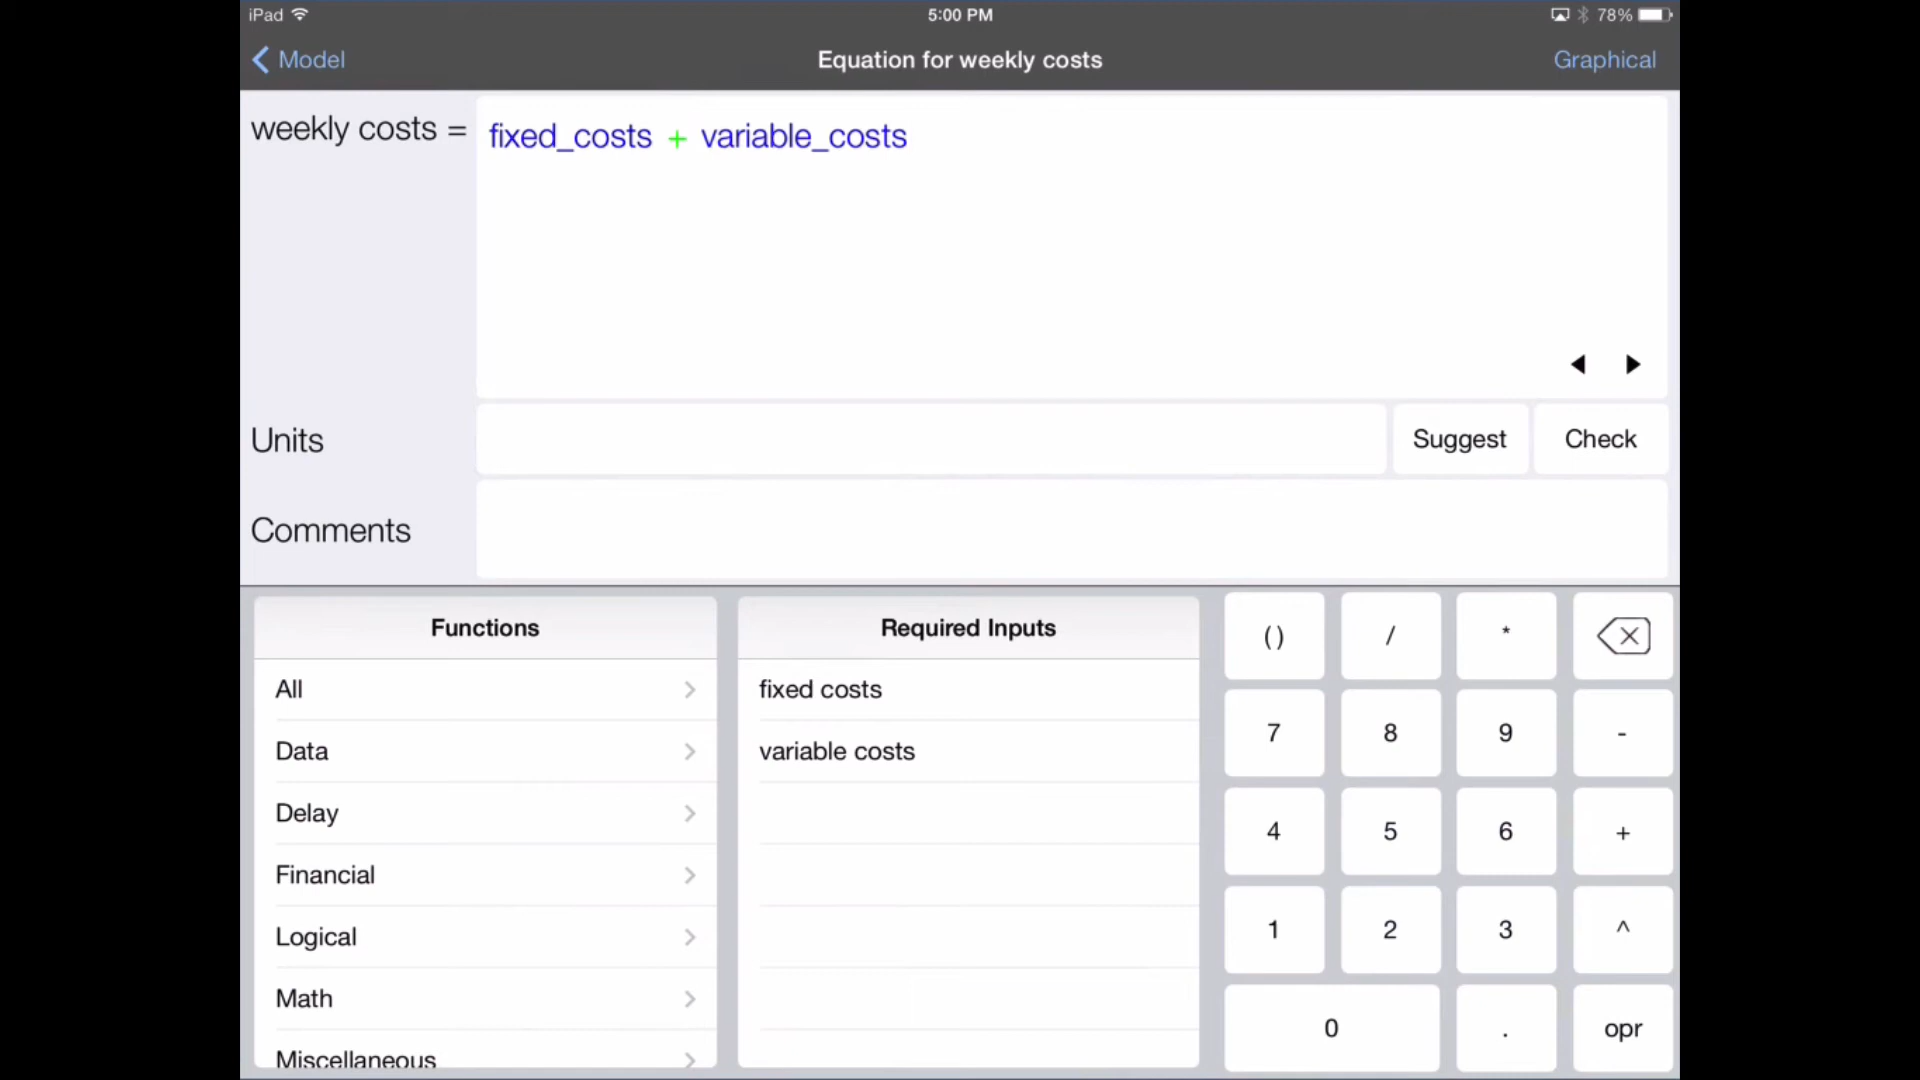 iPad 5:00 PM 78%
Model Equation for weekly costs Graphical
weekly costs = fixed_costs + variable_costs
Units Suggest Check
Comments
Functions Required Inputs () / *
All fixed costs
7 8 9 -
Data variable costs
Delay 4 5 6 +
Financial
Logical 1 2 3 ^
Math
0 . opr
Miscellaneous